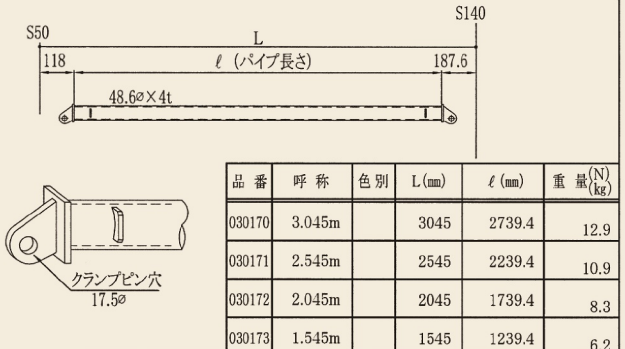 S50
S140
L
118
ℓ (パイプ長さ)
187.6
48.6⌀×4t
クランプピン穴
17.5⌀
品番 呼称 色別 L(㎜) ℓ(㎜) 重量(N)(kg)
030170 3.045m 3045 2739.4 12.9
030171 2.545m 2545 2239.4 10.9
030172 2.045m 2045 1739.4 8.3
030173 1.545m 1545 1239.4 6.2